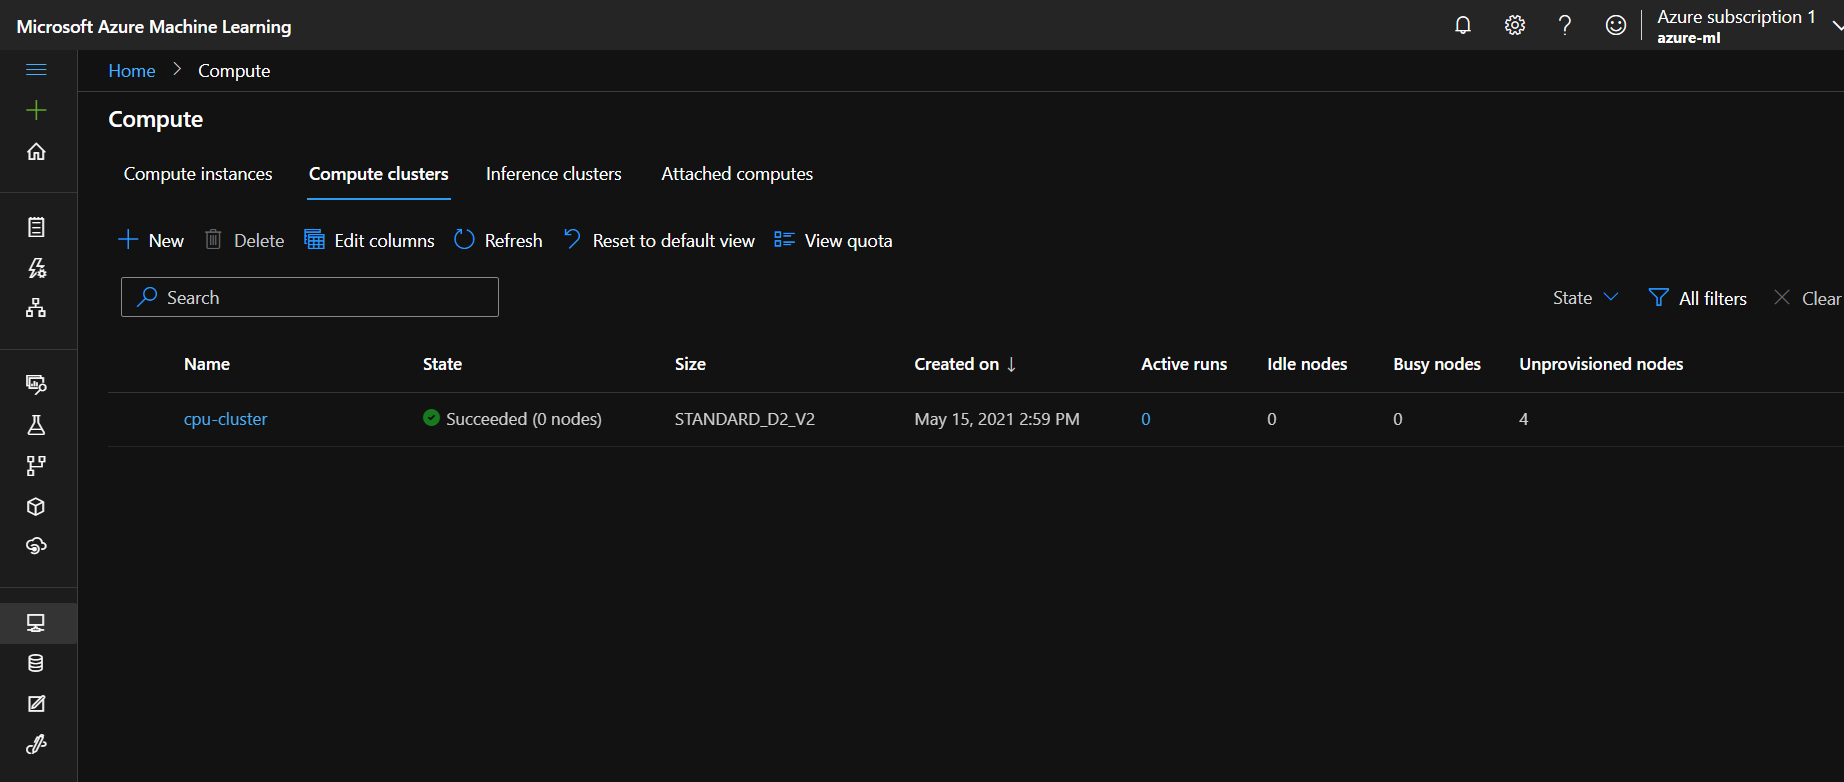 Microsoft Azure Machine Learning
Azure subscription 1
azure-ml
Home > Compute
Compute
Compute instances Compute clusters Inference clusters Attached computes
New Delete Edit columns Refresh Reset to default view View quota
Search
State All filters Clear
Name State Size Created on ↓ Active runs Idle nodes Busy nodes Unprovisioned nodes
cpu-cluster Succeeded (0 nodes) STANDARD_D2_V2 May 15, 2021 2:59 PM 0 0 0 4